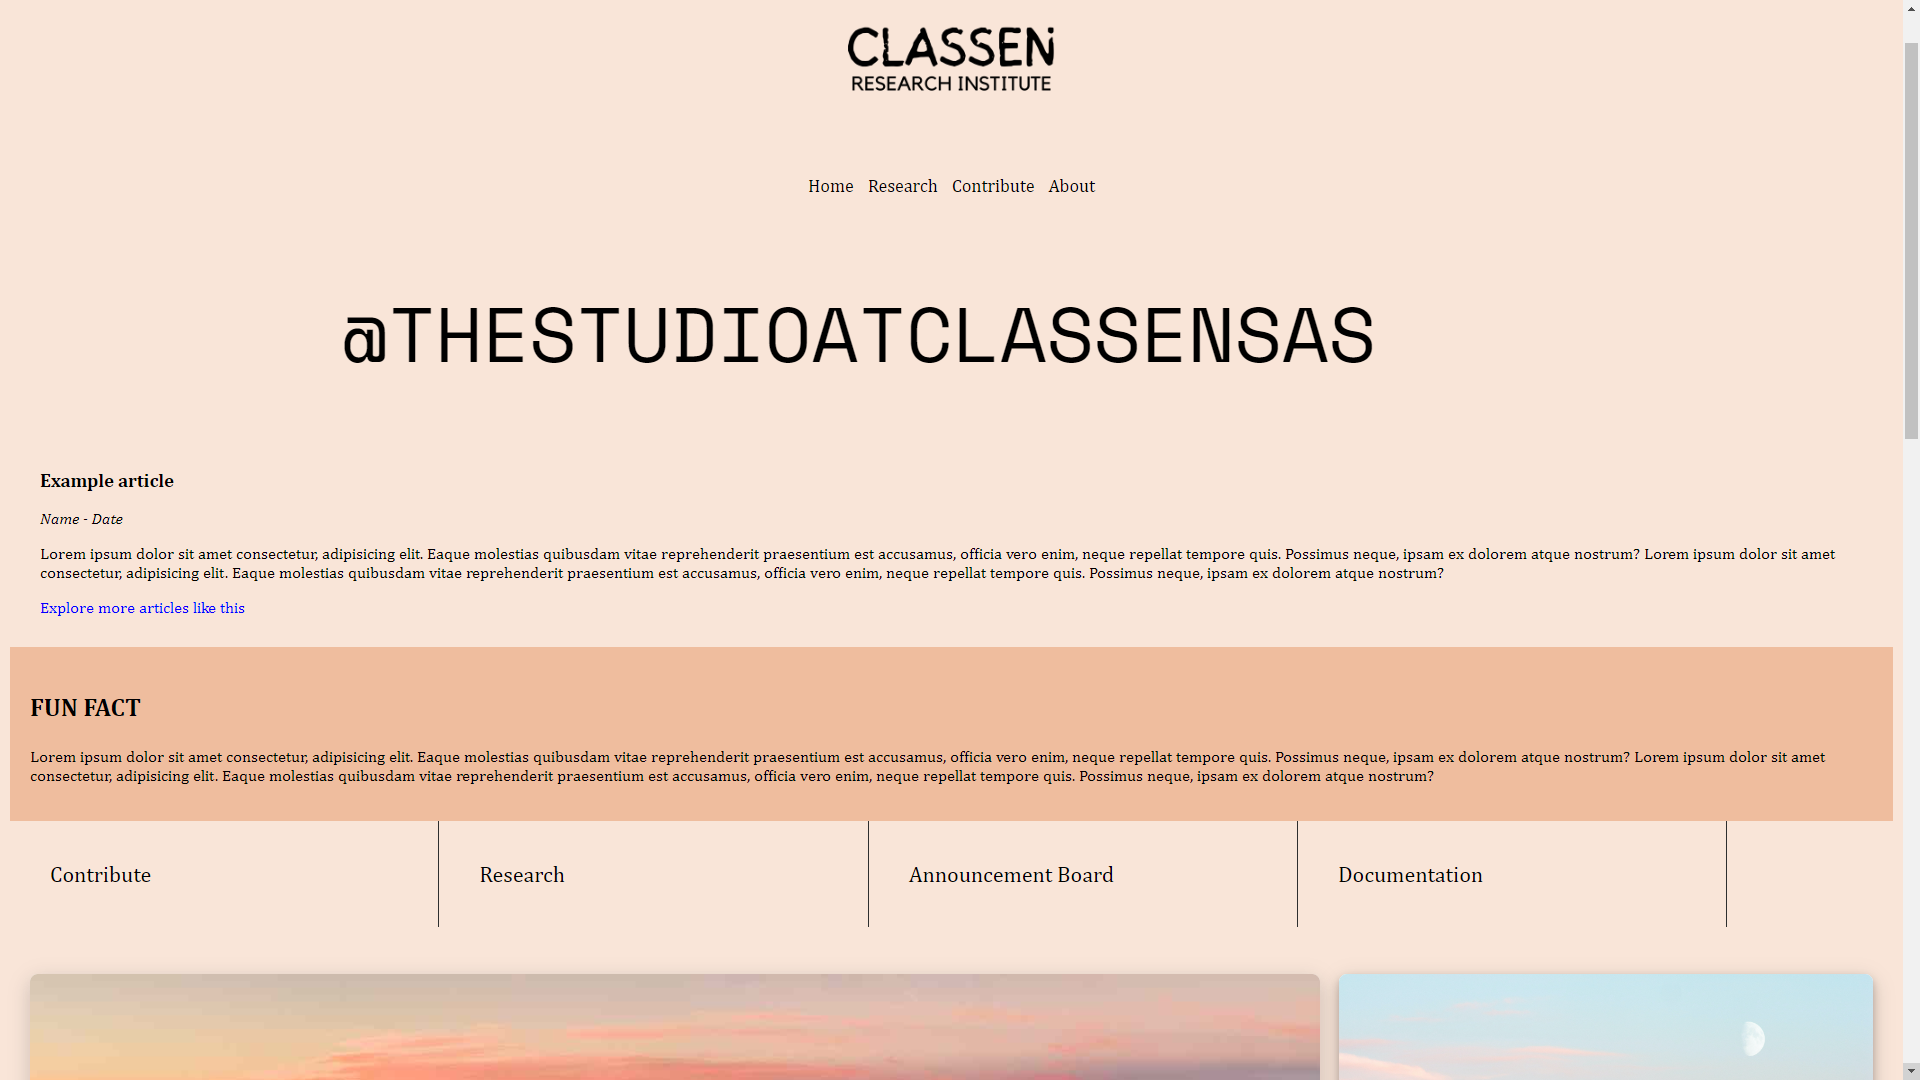 CLASSEN
RESEARCH INSTITUTE
Home Research Contribute About
@THESTUDIOATCLASSENSAS
Example article
Name - Date
Lorem ipsum dolor sit amet consectetur, adipisicing elit. Eaque molestias quibusdam vitae reprehenderit praesentium est accusamus, officia vero enim, neque repellat tempore quis. Possimus neque, ipsam ex dolorem atque nostrum? Lorem ipsum dolor sit amet
consectetur, adipisicing elit. Eaque molestias quibusdam vitae reprehenderit praesentium est accusamus, officia vero enim, neque repellat tempore quis. Possimus neque, ipsam ex dolorem atque nostrum?
Explore more articles like this
FUN FACT
Lorem ipsum dolor sit amet consectetur, adipisicing elit. Eaque molestias quibusdam vitae reprehenderit praesentium est accusamus, officia vero enim, neque repellat tempore quis. Possimus neque, ipsam ex dolorem atque nostrum? Lorem ipsum dolor sit amet
consectetur, adipisicing elit. Eaque molestias quibusdam vitae reprehenderit praesentium est accusamus, officia vero enim, neque repellat tempore quis. Possimus neque, ipsam ex dolorem atque nostrum?
Contribute Research Announcement Board Documentation